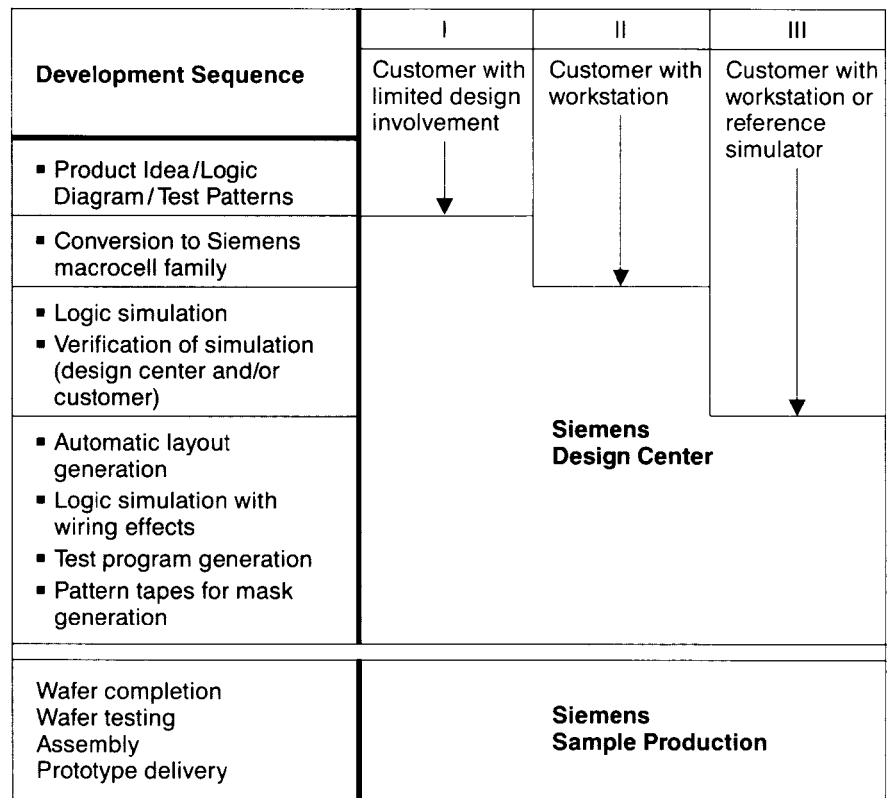 Development Sequence
I
II
III
Customer with
limited design
involvement
Customer with
workstation
Customer with
workstation or
reference
simulator
▪ Product Idea/Logic
Diagram/Test Patterns
▪ Conversion to Siemens
macrocell family
▪ Logic simulation
▪ Verification of simulation
(design center and/or
customer)
▪ Automatic layout
generation
▪ Logic simulation with
wiring effects
▪ Test program generation
▪ Pattern tapes for mask
generation
Siemens
Design Center
Wafer completion
Wafer testing
Assembly
Prototype delivery
Siemens
Sample Production